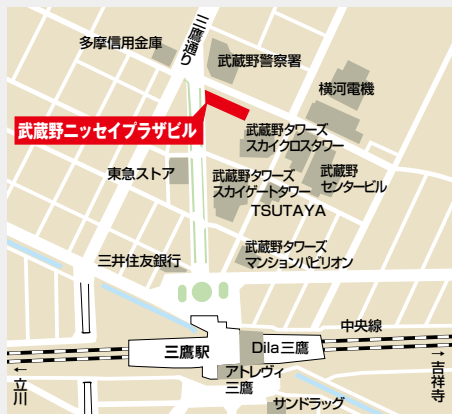 三鷹通り
多摩信用金庫
武蔵野警察署
横河電機
武蔵野ニッセイプラザビル
武蔵野タワーズ
スカイクロスタワー
東急ストア
武蔵野タワーズ
スカイゲートタワー
武蔵野
センタービル
TSUTAYA
三井住友銀行
武蔵野タワーズ
マンションパビリオン
中央線
三鷹駅
Dila三鷹
アトレヴィ
三鷹
←立川
→吉祥寺
サンドラッグ